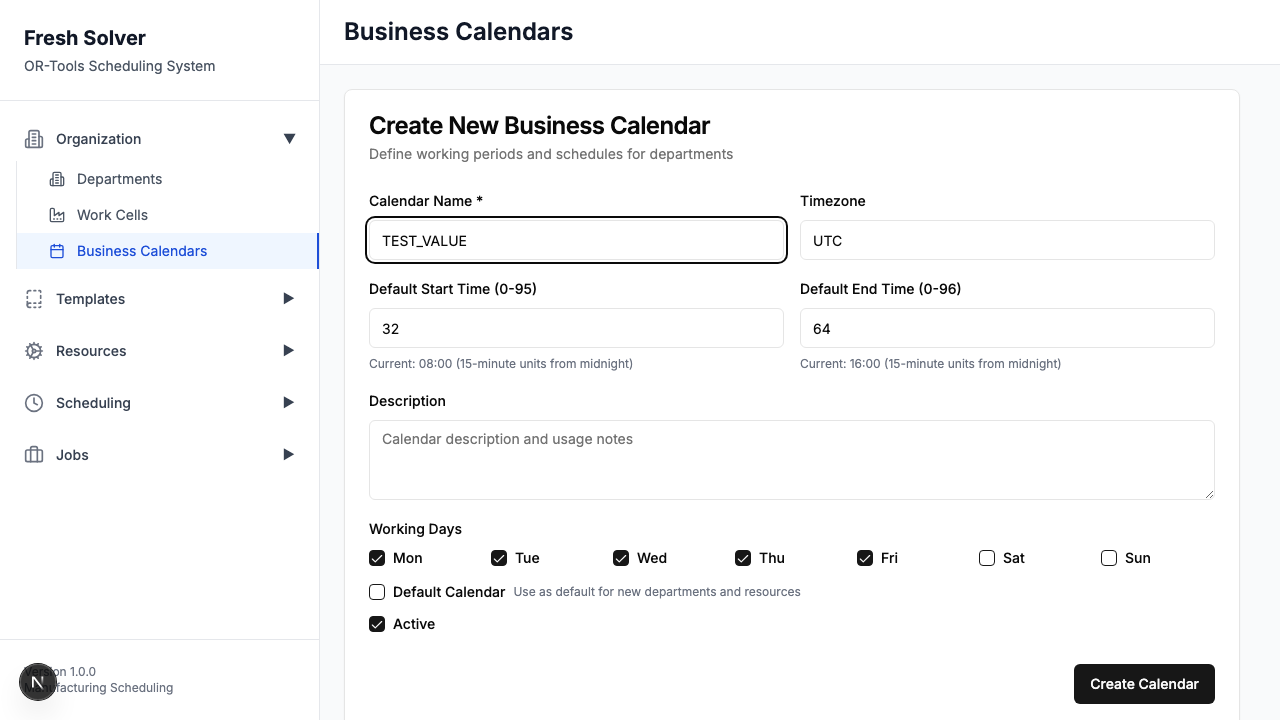 Fresh Solver
OR-Tools Scheduling System
Organization
Departments
Work Cells
Business Calendars
Templates
Resources
Scheduling
Jobs
Version 1.0.0
Manufacturing Scheduling
N
Business Calendars
Create New Business Calendar
Define working periods and schedules for departments
Calendar Name *
TEST_VALUE
Timezone
UTC
Default Start Time (0-95)
32
Current: 08:00 (15-minute units from midnight)
Default End Time (0-96)
64
Current: 16:00 (15-minute units from midnight)
Description
Calendar description and usage notes
Working Days
Mon Tue Wed Thu Fri Sat Sun
Default Calendar Use as default for new departments and resources
Active
Create Calendar